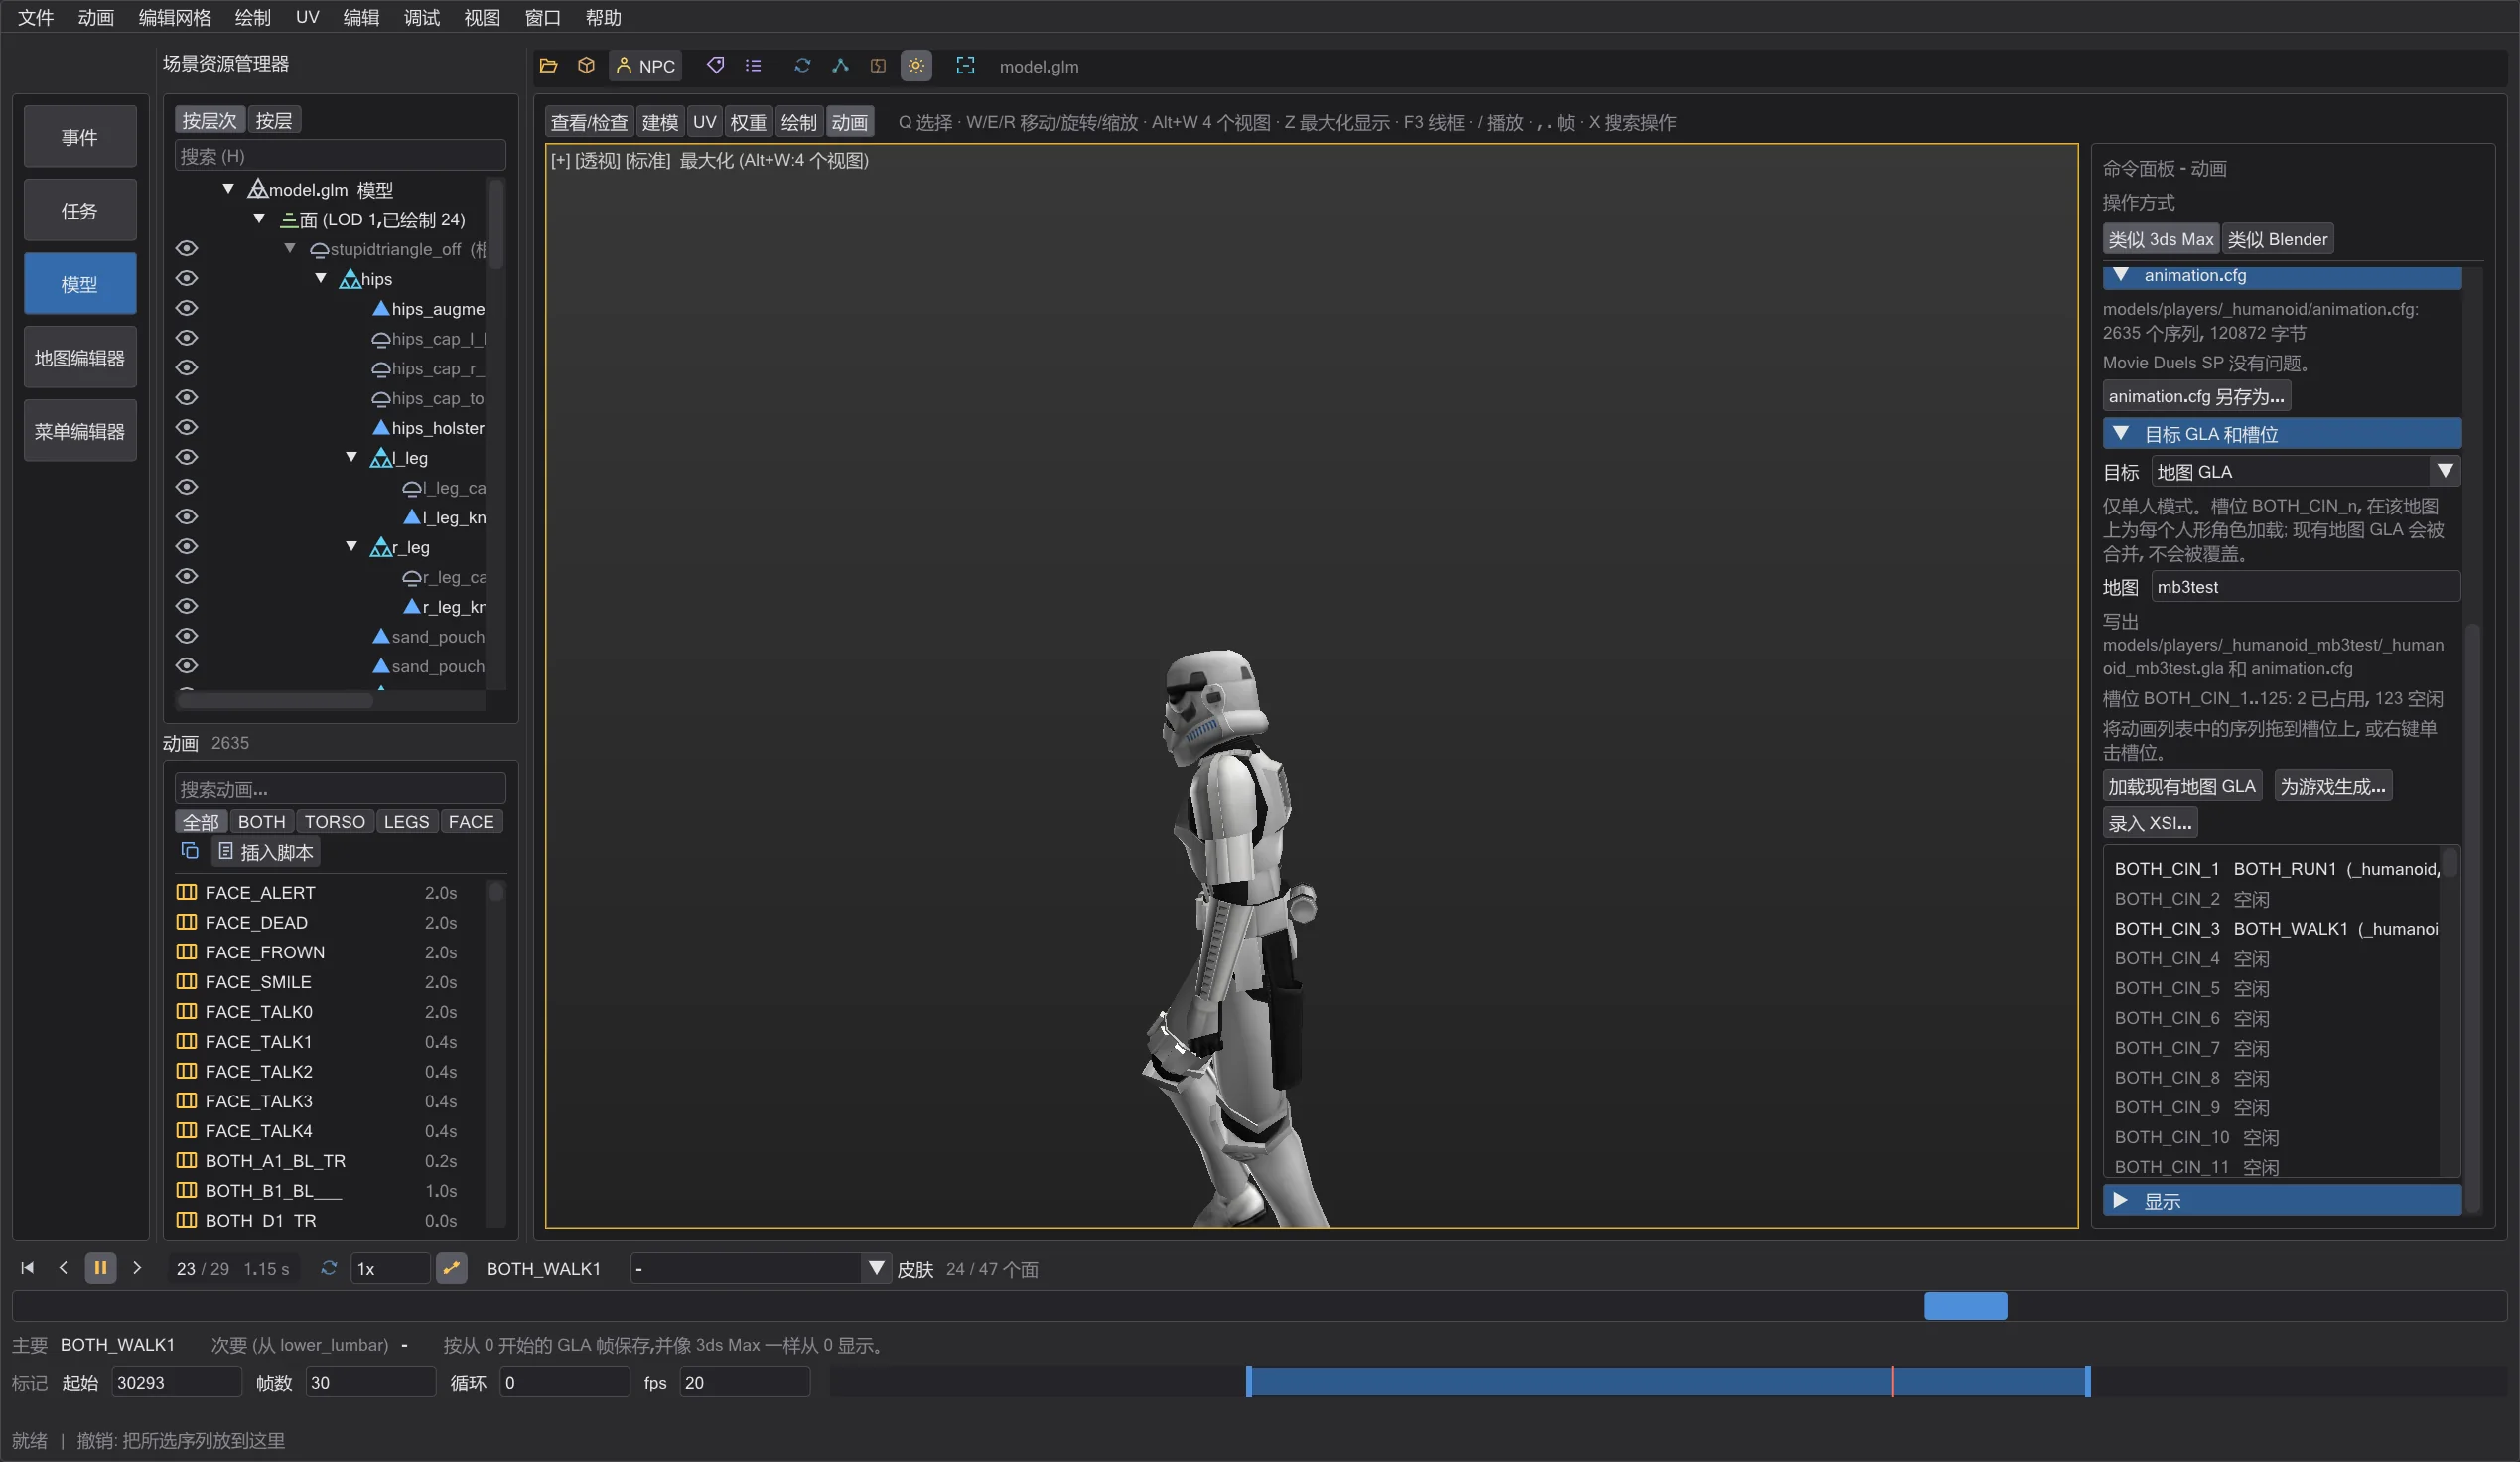 文件 动画 编辑网格 绘制 UV 编辑 调试 视图 窗口 帮助
场景资源管理器
NPC model.glm
事件
任务
模型
地图编辑器
菜单编辑器
按层次 按层
搜索 (H)
model.glm 模型
面 (LOD 1,已绘制 24)
stupidtriangle_off
hips
hips_augme
hips_cap_l_
hips_cap_r_
hips_cap_to
hips_holster
l_leg
l_leg_ca
l_leg_kn
r_leg
r_leg_ca
r_leg_kn
sand_pouch
sand_pouch
动画 2635
搜索动画...
全部 BOTH TORSO LEGS FACE
插入脚本
FACE_ALERT 2.0s
FACE_DEAD 2.0s
FACE_FROWN 2.0s
FACE_SMILE 2.0s
FACE_TALK0 2.0s
FACE_TALK1 0.4s
FACE_TALK2 0.4s
FACE_TALK3 0.4s
FACE_TALK4 0.4s
BOTH_A1_BL_TR 0.2s
BOTH_B1_BL___ 1.0s
BOTH_D1_TR 0.0s
查看/检查 建模 UV 权重 绘制 动画 Q 选择 · W/E/R 移动/旋转/缩放 · Alt+W 4 个视图 · Z 最大化显示 · F3 线框 · / 播放 · , . 帧 · X 搜索操作
[+] [透视] [标准] 最大化 (Alt+W:4 个视图)
命令面板 - 动画
操作方式
类似 3ds Max 类似 Blender
animation.cfg
models/players/_humanoid/animation.cfg:
2635 个序列, 120872 字节
Movie Duels SP 没有问题。
animation.cfg 另存为...
目标 GLA 和槽位
目标 地图 GLA
仅单人模式。槽位 BOTH_CIN_n, 在该地图
上为每个人形角色加载; 现有地图 GLA 会被
合并, 不会被覆盖。
地图 mb3test
写出
models/players/_humanoid_mb3test/_human
oid_mb3test.gla 和 animation.cfg
槽位 BOTH_CIN_1..125: 2 已占用, 123 空闲
将动画列表中的序列拖到槽位上, 或右键单
击槽位。
加载现有地图 GLA 为游戏生成...
录入 XSI...
BOTH_CIN_1 BOTH_RUN1 (_humanoid,
BOTH_CIN_2 空闲
BOTH_CIN_3 BOTH_WALK1 (_humanoi
BOTH_CIN_4 空闲
BOTH_CIN_5 空闲
BOTH_CIN_6 空闲
BOTH_CIN_7 空闲
BOTH_CIN_8 空闲
BOTH_CIN_9 空闲
BOTH_CIN_10 空闲
BOTH_CIN_11 空闲
显示
23 / 29 1.15 s 1x BOTH_WALK1 - 皮肤 24 / 47 个面
主要 BOTH_WALK1 次要 (从 lower_lumbar) - 按从 0 开始的 GLA 帧保存,并像 3ds Max 一样从 0 显示。
标记 起始 30293 帧数 30 循环 0 fps 20
就绪 | 撤销: 把所选序列放到这里